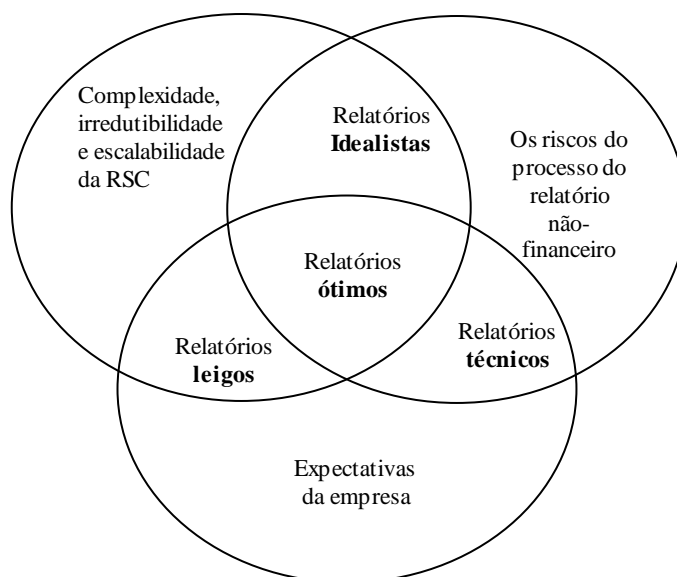 Complexidade,
irredutibilidade
e escalabilidade
da RSC
Relatórios
Idealistas
Os riscos do
processo do
relatório
não-
financeiro
Relatórios
ótimos
Relatórios
leigos
Relatórios
técnicos
Expectativas
da empresa